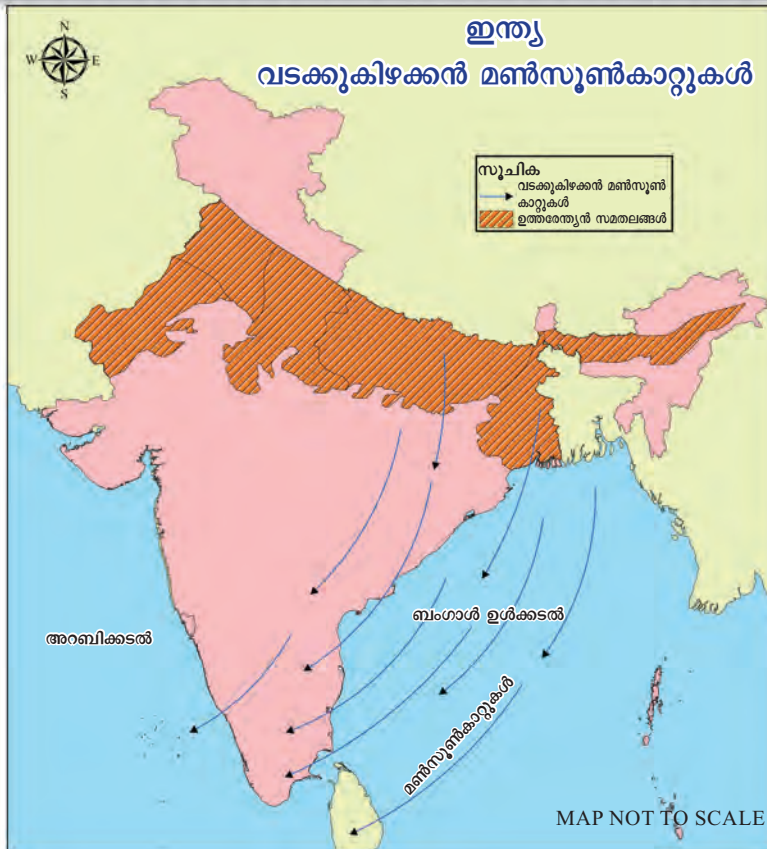 ഇന്ത്യ
വടക്കുകിഴക്കൻ മൺസൂൺകാറ്റുകൾ
N
W E
S
സൂചിക
വടക്കുകിഴക്കൻ മൺസൂൺ
കാറ്റുകൾ
ഉത്തരേന്ത്യൻ സമതലങ്ങൾ
അറബിക്കടൽ
ബംഗാൾ ഉൾക്കടൽ
മൺസൂൺകാറ്റുകൾ
MAP NOT TO SCALE